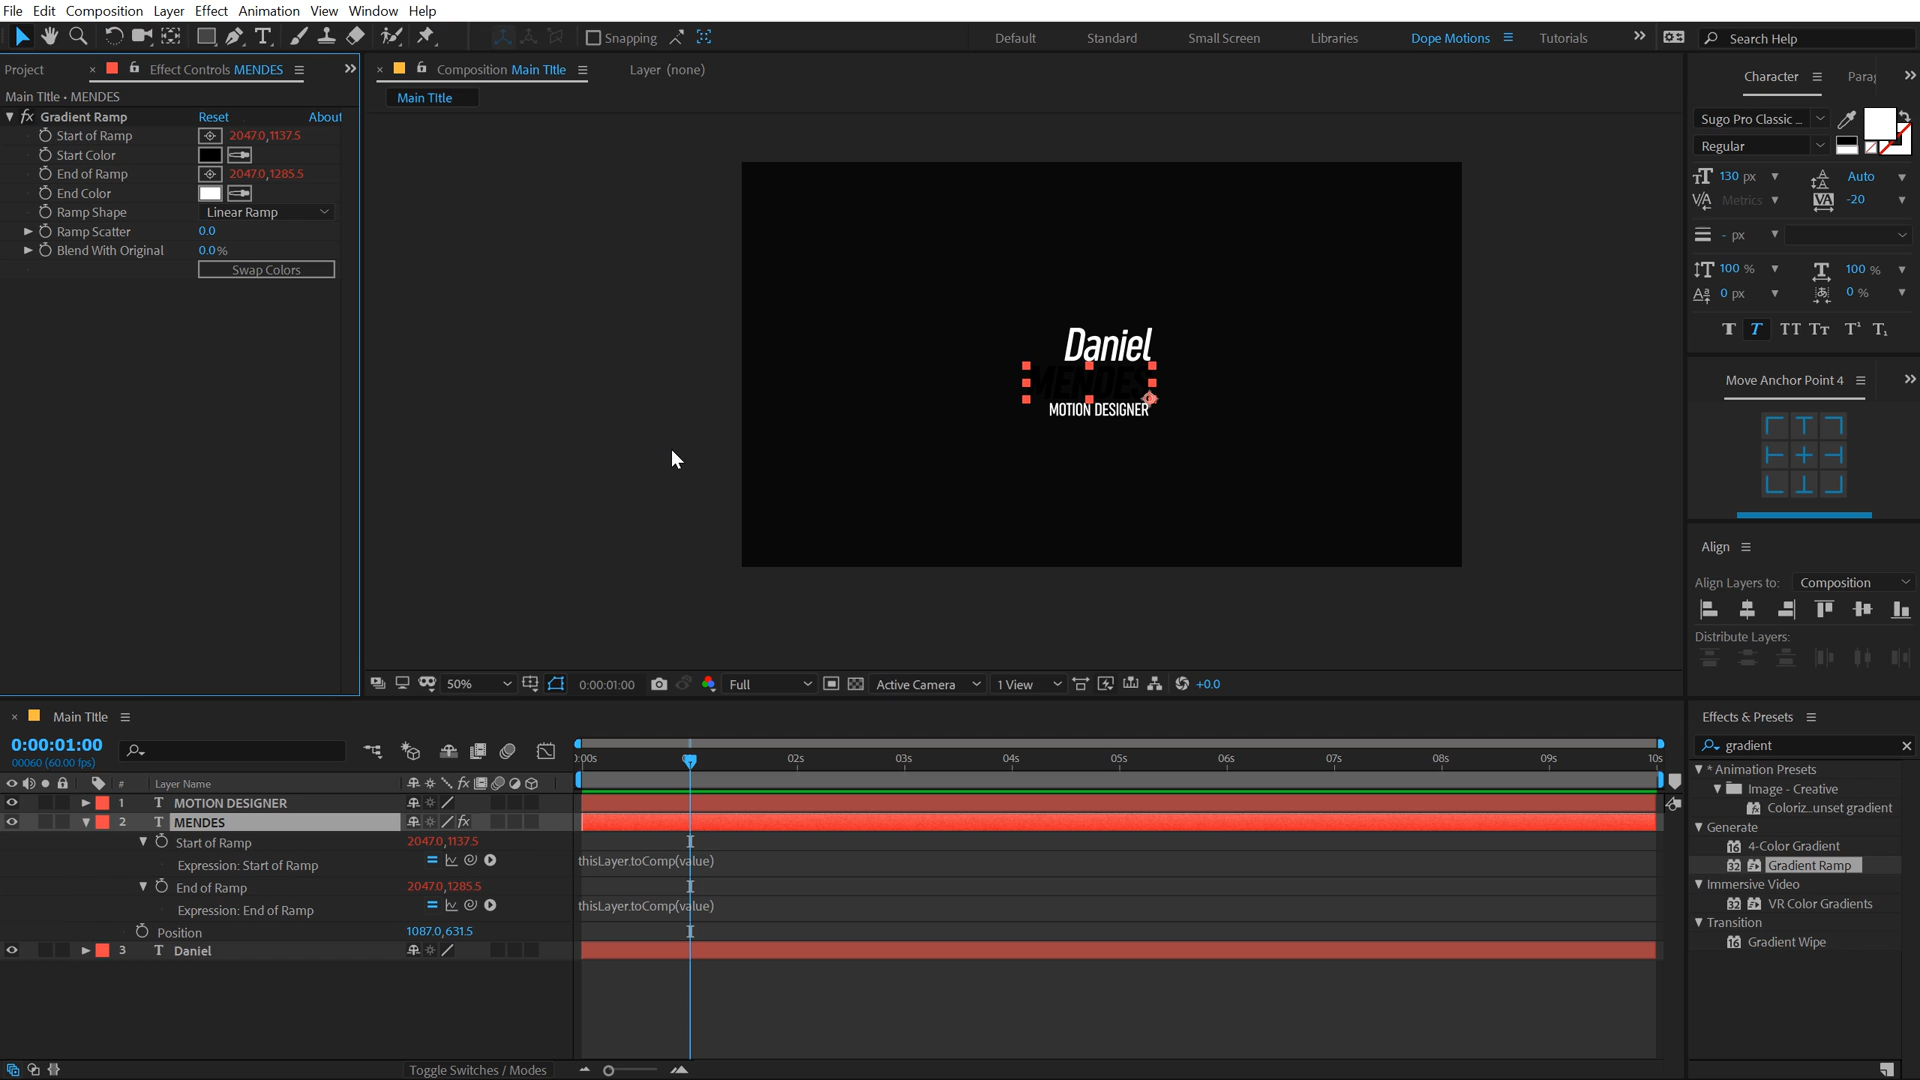 File Edit Composition Layer Effect Animation View Window Help
Snapping
Default Standard Small Screen Libraries Dope Motions Tutorials Search Help
Project Effect Controls MENDES
Composition Main TItle Layer (none)
Main TItle • MENDES
Main TItle
Gradient Ramp Reset About
Start of Ramp 2047.0,1137.5
Start Color
End of Ramp 2047.0,1285.5
End Color
Ramp Shape Linear Ramp
Ramp Scatter 0.0
Blend With Original 0.0%
Swap Colors
Daniel
MENDES
MOTION DESIGNER
50% 0:00:01:00 Full Active Camera 1 View +0.0
Character Para
Sugo Pro Classic ...
Regular
130 px Auto
Metrics -20
- px
100 % 100 %
0 px 0 %
Move Anchor Point 4
Align
Align Layers to: Composition
Distribute Layers:
Main TItle
0:00:01:00
00060 (60.00 fps)
:00s 02s 03s 04s 05s 06s 07s 08s 09s 10s
# Layer Name
1 MOTION DESIGNER
2 MENDES
Start of Ramp 2047.0,1137.5
Expression: Start of Ramp thisLayer.toComp(value)
End of Ramp 2047.0,1285.5
Expression: End of Ramp thisLayer.toComp(value)
Position 1087.0,631.5
3 Daniel
Toggle Switches / Modes
Effects & Presets
gradient
* Animation Presets
Image - Creative
Coloriz...unset gradient
Generate
4-Color Gradient
Gradient Ramp
Immersive Video
VR Color Gradients
Transition
Gradient Wipe